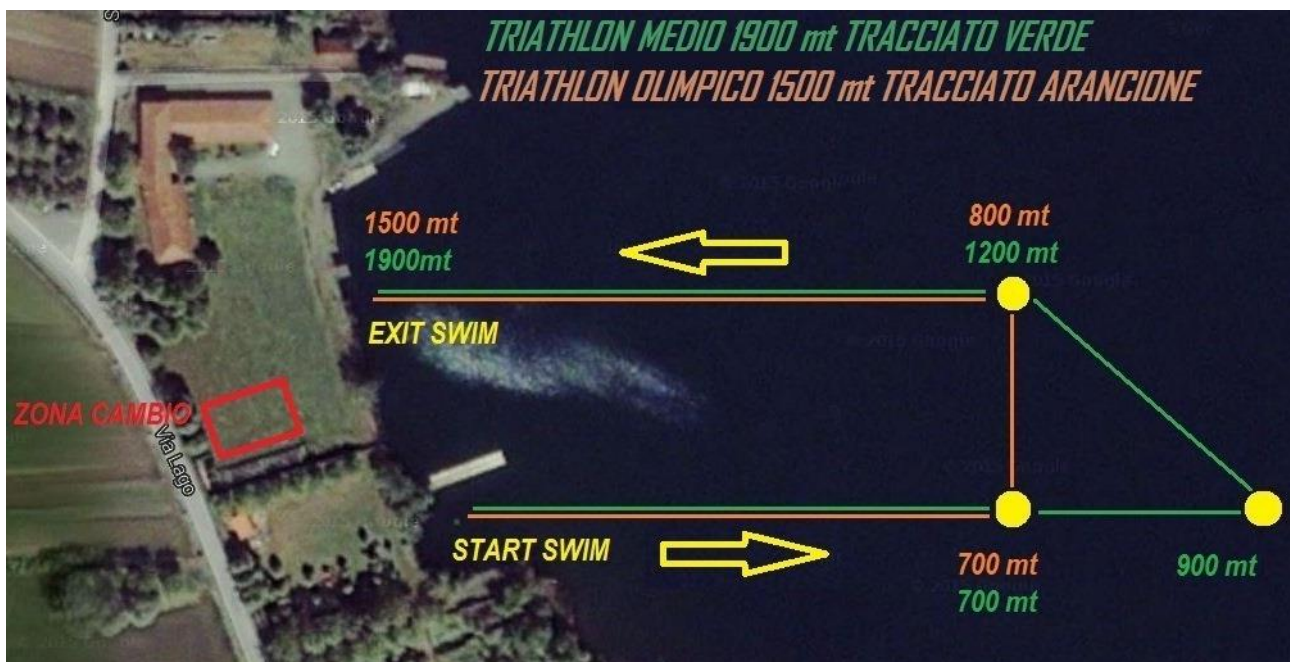 TRIATHLON MEDIO 1900 mt TRACCIATO VERDE
TRIATHLON OLIMPICO 1500 mt TRACCIATO ARANCIONE
1500 mt
1900mt
800 mt
1200 mt
EXIT SWIM
ZONA CAMBIO
Via Lago
START SWIM
700 mt
700 mt
900 mt